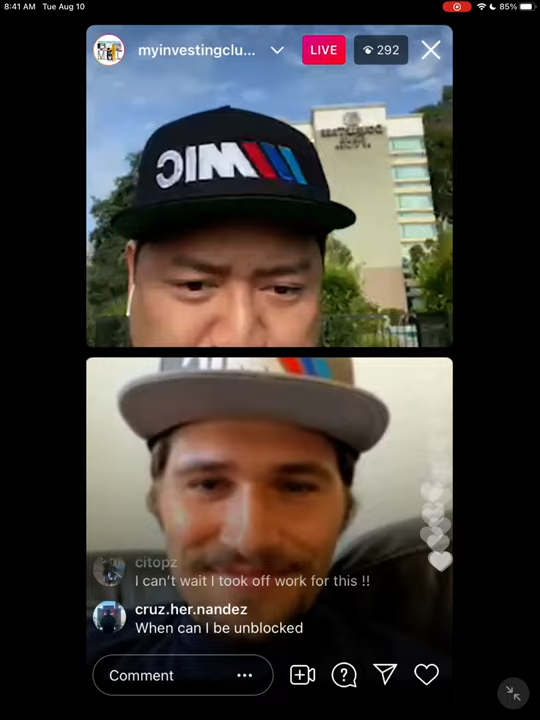 8:41 AM Tue Aug 10
85%
myinvestingclu...
LIVE
292
MIC
DOUBLETREE
citopz
I can't wait I took off work for this !!
cruz.her.nandez
When can I be unblocked
Comment